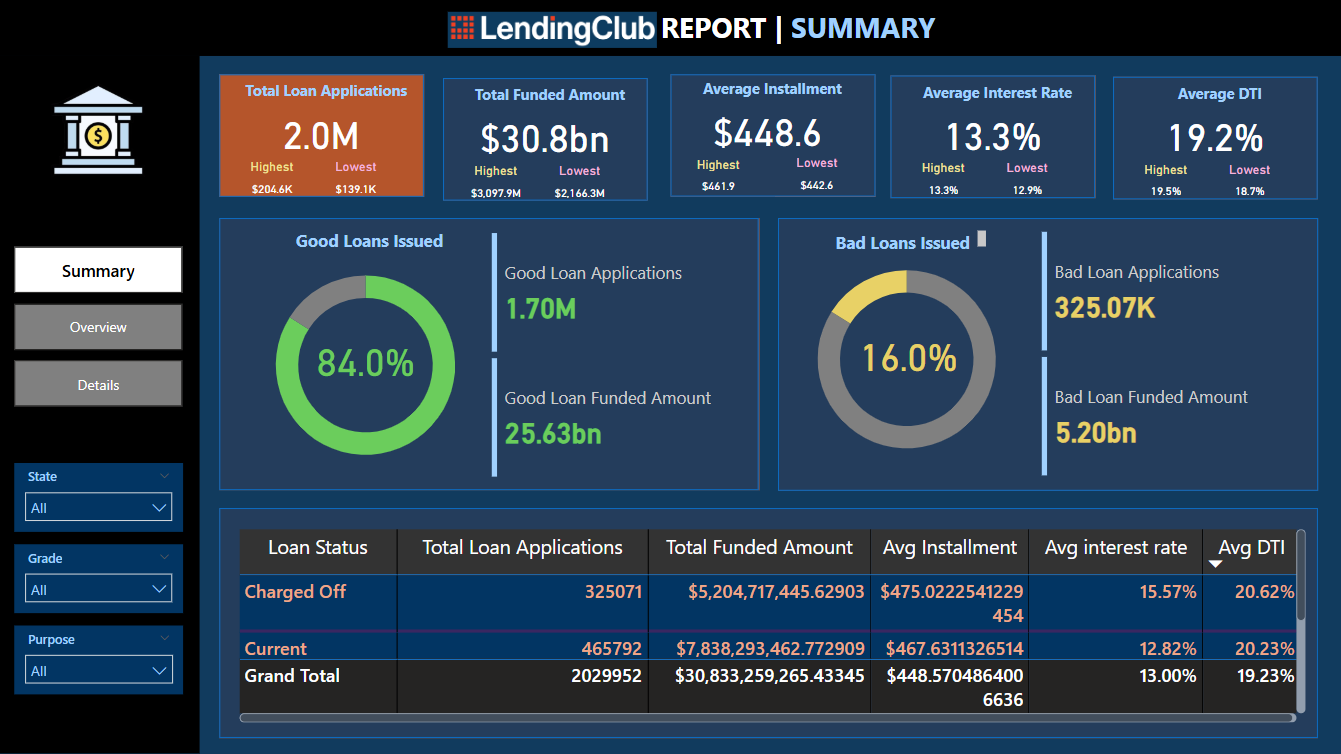 LendingClub REPORT | SUMMARY
Total Loan Applications
2.0M
Highest Lowest
$204.6K $139.1K
Total Funded Amount
$30.8bn
Highest Lowest
$3,097.9M $2,166.3M
Average Installment
$448.6
Highest Lowest
$461.9 $442.6
Average Interest Rate
13.3%
Highest Lowest
13.3% 12.9%
Average DTI
19.2%
Highest Lowest
19.5% 18.7%
$
Summary
Overview
Details
State
All
Grade
All
Purpose
All
Good Loans Issued
84.0%
Good Loan Applications
1.70M
Good Loan Funded Amount
25.63bn
Bad Loans Issued
16.0%
Bad Loan Applications
325.07K
Bad Loan Funded Amount
5.20bn
Loan Status Total Loan Applications Total Funded Amount Avg Installment Avg interest rate Avg DTI
Charged Off 325071 $5,204,717,445.62903 $475.0222541229 15.57% 20.62%
454
Current 465792 $7,838,293,462.772909 $467.6311326514 12.82% 20.23%
Grand Total 2029952 $30,833,259,265.43345 $448.570486400 13.00% 19.23%
6636